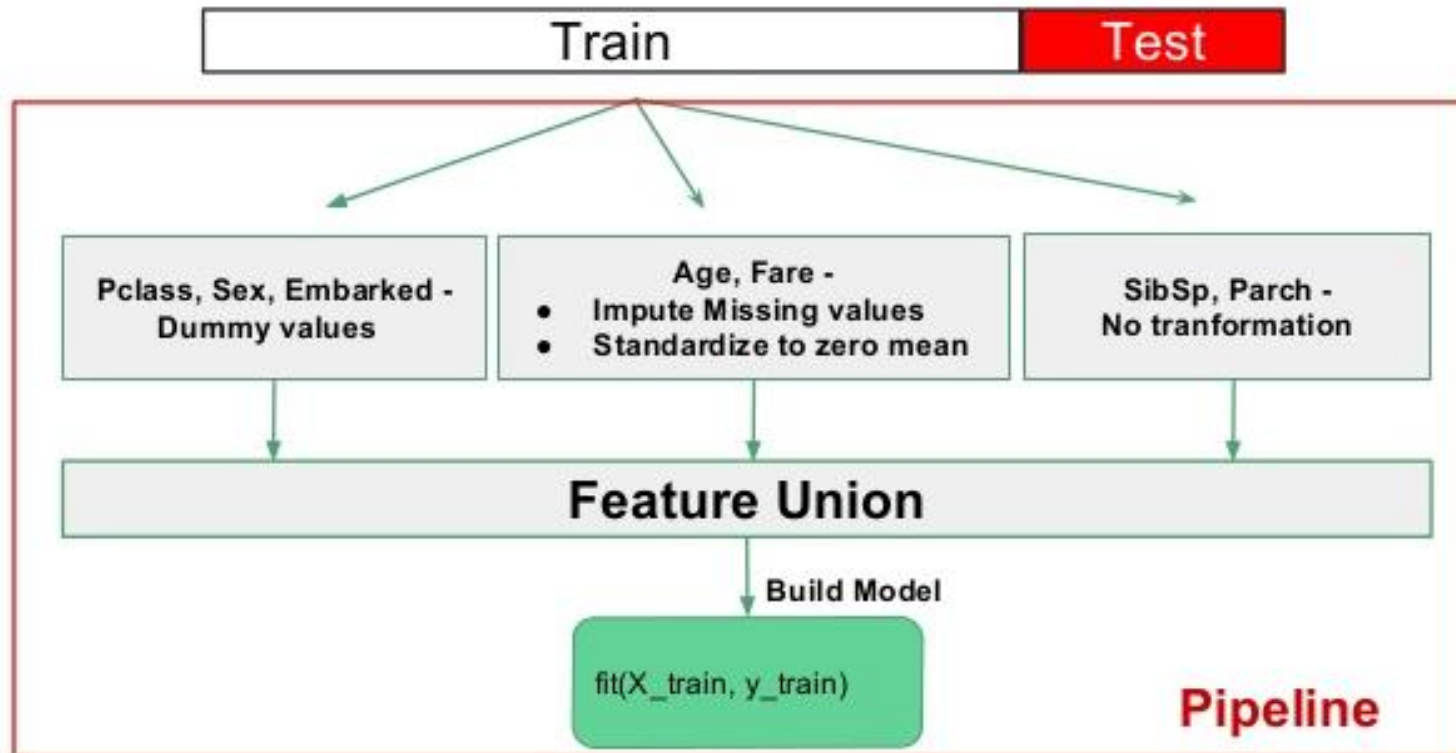 Train
Test
Pclass, Sex, Embarked -
Dummy values
Age, Fare -
● Impute Missing values
● Standardize to zero mean
SibSp, Parch -
No tranformation
Feature Union
Build Model
fit(X_train, y_train)
Pipeline